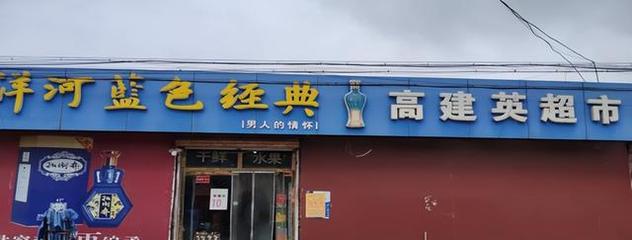 洋河蓝色经典
男人的情怀
高建英超市
干鲜 水果